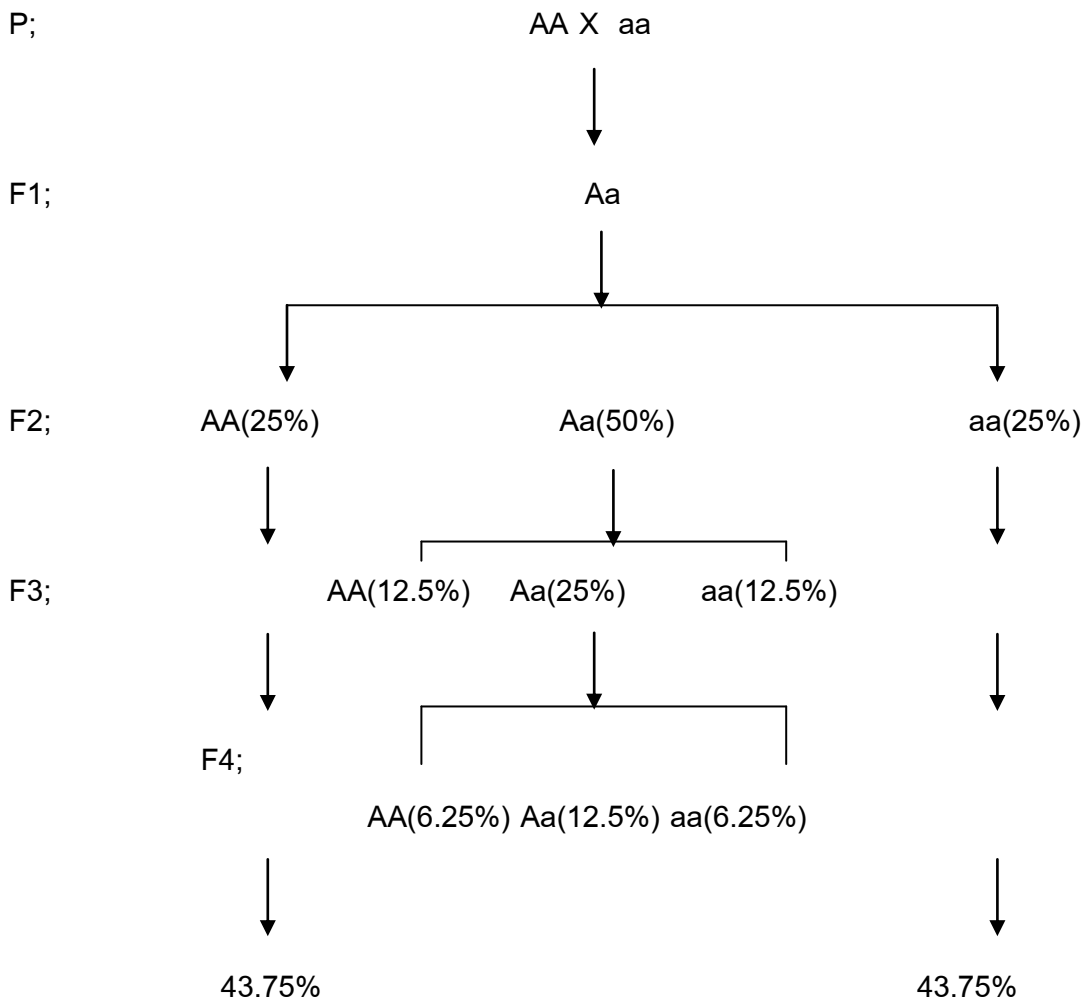 P; AA X aa
F1; Aa
F2; AA(25%) Aa(50%) aa(25%)
F3; AA(12.5%) Aa(25%) aa(12.5%)
F4;
AA(6.25%) Aa(12.5%) aa(6.25%)
43.75% 43.75%